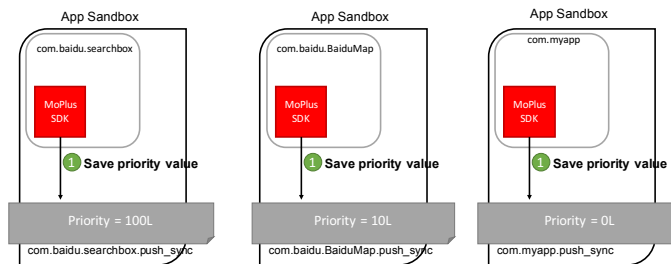 App Sandbox
com.baidu.searchbox
MoPlus
SDK
1 Save priority value
Priority = 100L
com.baidu.searchbox.push_sync
App Sandbox
com.baidu.BaiduMap
MoPlus
SDK
1 Save priority value
Priority = 10L
com.baidu.BaiduMap.push_sync
App Sandbox
com.myapp
MoPlus
SDK
1 Save priority value
Priority = 0L
com.myapp.push_sync